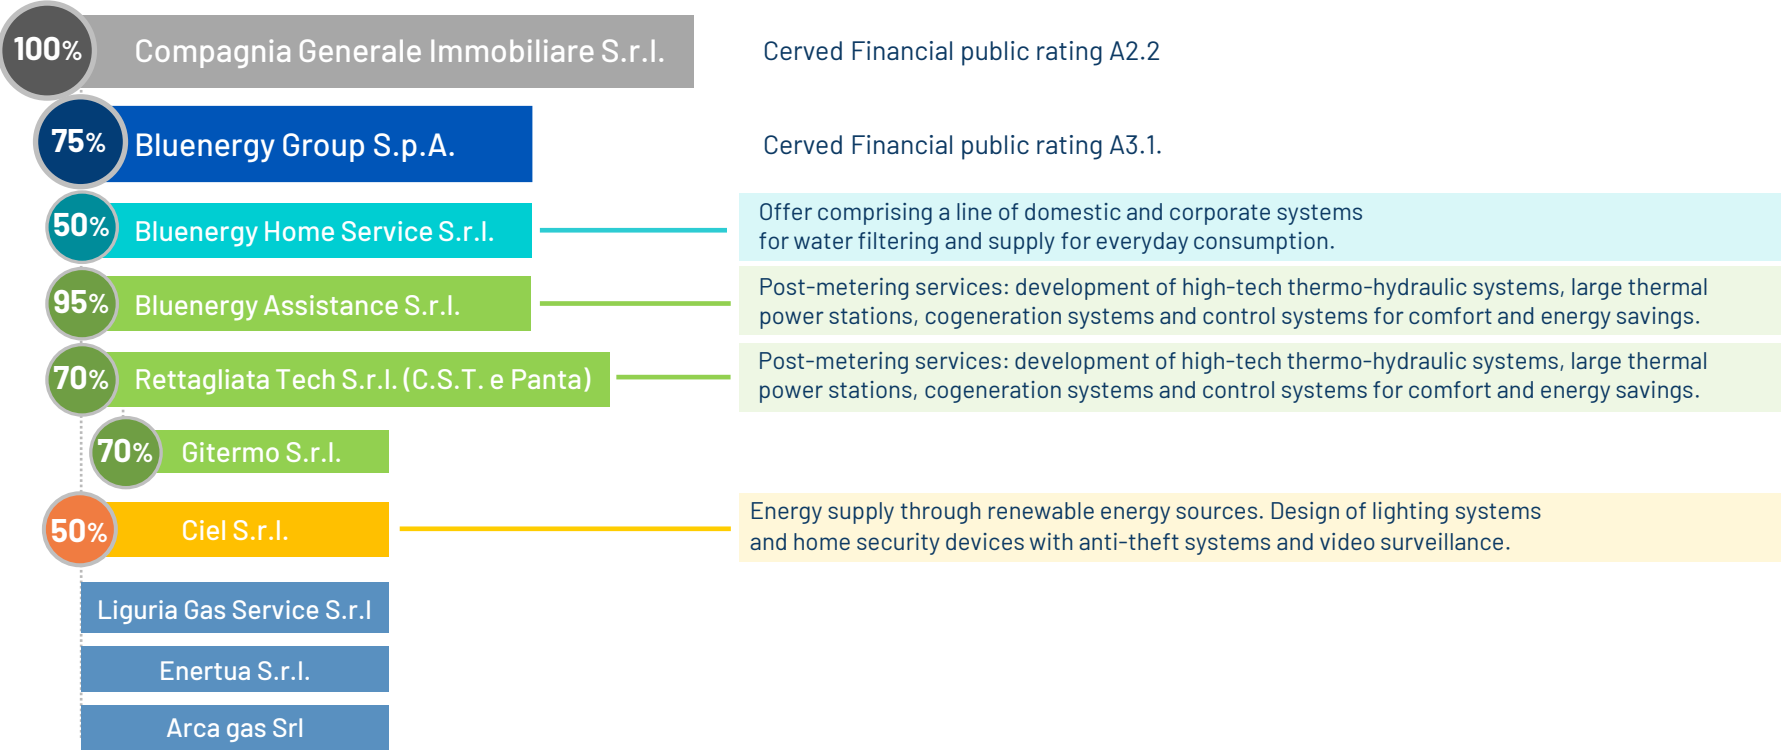 100% Compagnia Generale Immobiliare S.r.l. Cerved Financial public rating A2.2
75% Bluenergy Group S.p.A. Cerved Financial public rating A3.1.
50% Bluenergy Home Service S.r.l.
Offer comprising a line of domestic and corporate systems
for water filtering and supply for everyday consumption.
95% Bluenergy Assistance S.r.l.
Post-metering services: development of high-tech thermo-hydraulic systems, large thermal
power stations, cogeneration systems and control systems for comfort and energy savings.
70% Rettagliata Tech S.r.l. (C.S.T. e Panta)
Post-metering services: development of high-tech thermo-hydraulic systems, large thermal
power stations, cogeneration systems and control systems for comfort and energy savings.
70% Gitermo S.r.l.
50% Ciel S.r.l.
Energy supply through renewable energy sources. Design of lighting systems
and home security devices with anti-theft systems and video surveillance.
Liguria Gas Service S.r.l
Enertua S.r.l.
Arca gas Srl